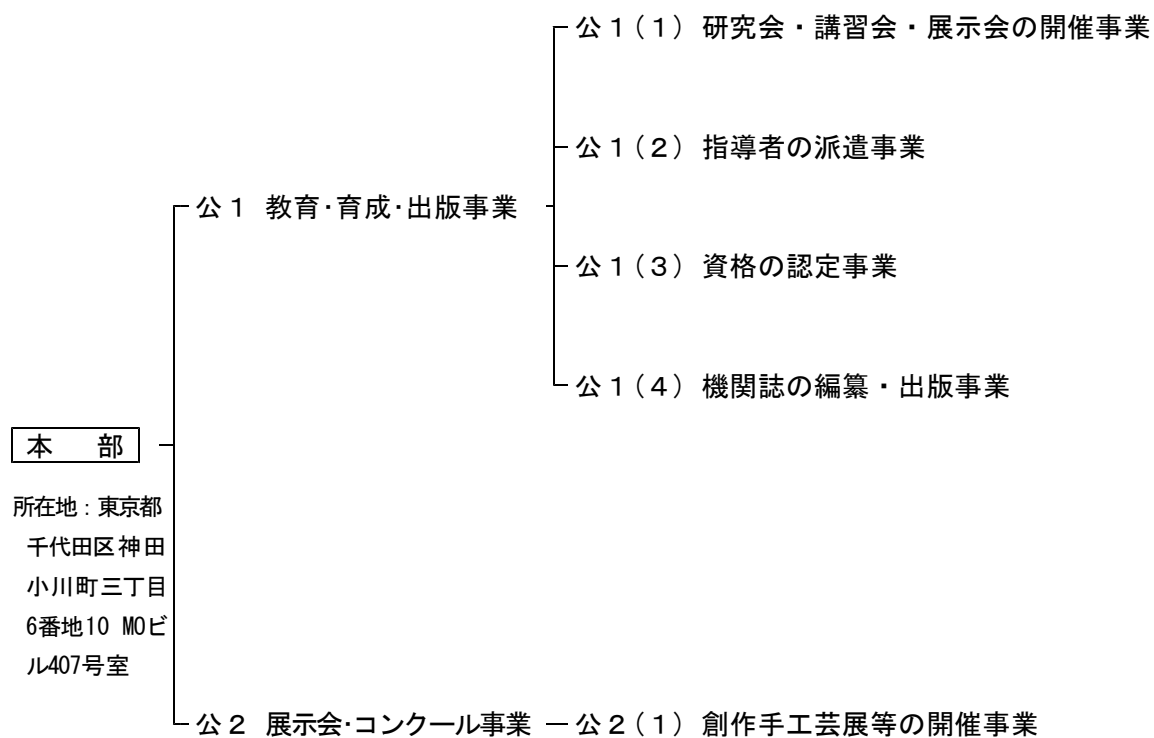 公１（１） 研究会・講習会・展示会の開催事業
公１（２） 指導者の派遣事業
公１ 教育・育成・出版事業
公１（３） 資格の認定事業
公１（４） 機関誌の編纂・出版事業
本　部
所在地：東京都
千代田区神田
小川町三丁目
6番地10 MOビ
ル407号室
公２ 展示会・コンクール事業
公２（１） 創作手工芸展等の開催事業